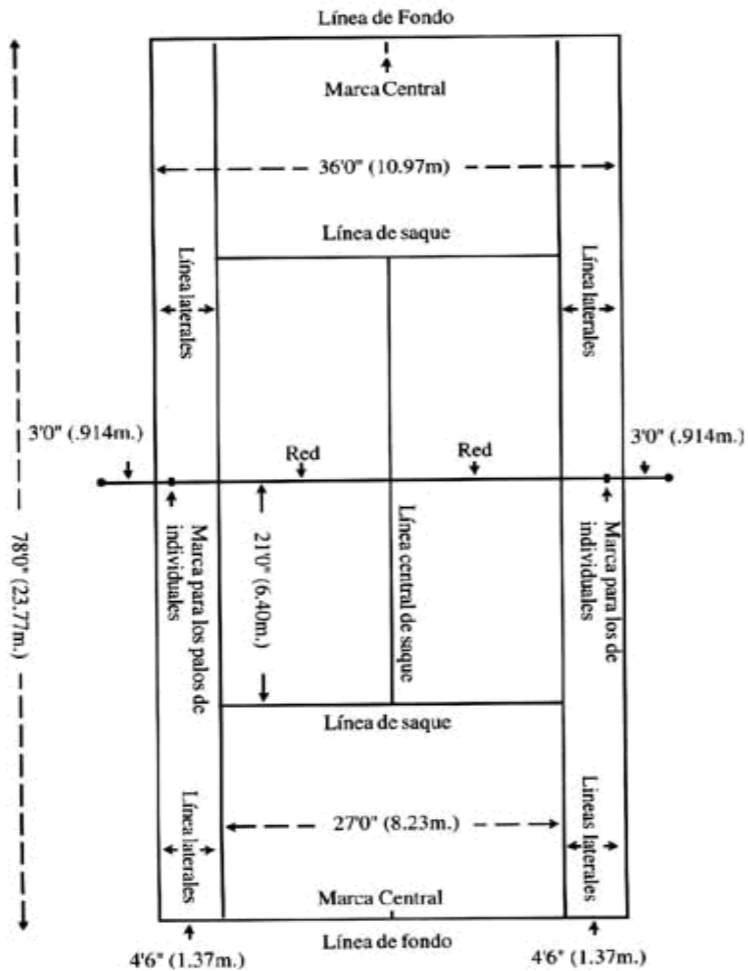 Línea de Fondo
Marca Central
36'0" (10.97m)
Línea de saque
Línea laterales
Línea laterales
3'0" (.914m.)
Red
Red
3'0" (.914m.)
78'0" (23.77m.)
Marca para los palos de
individuales
21'0" (6.40m.)
Línea central de saque
Marca para los de
individuales
Línea de saque
Línea laterales
27'0" (8.23m.)
Lineas laterales
Marca Central
Línea de fondo
4'6" (1.37m.)
4'6" (1.37m.)